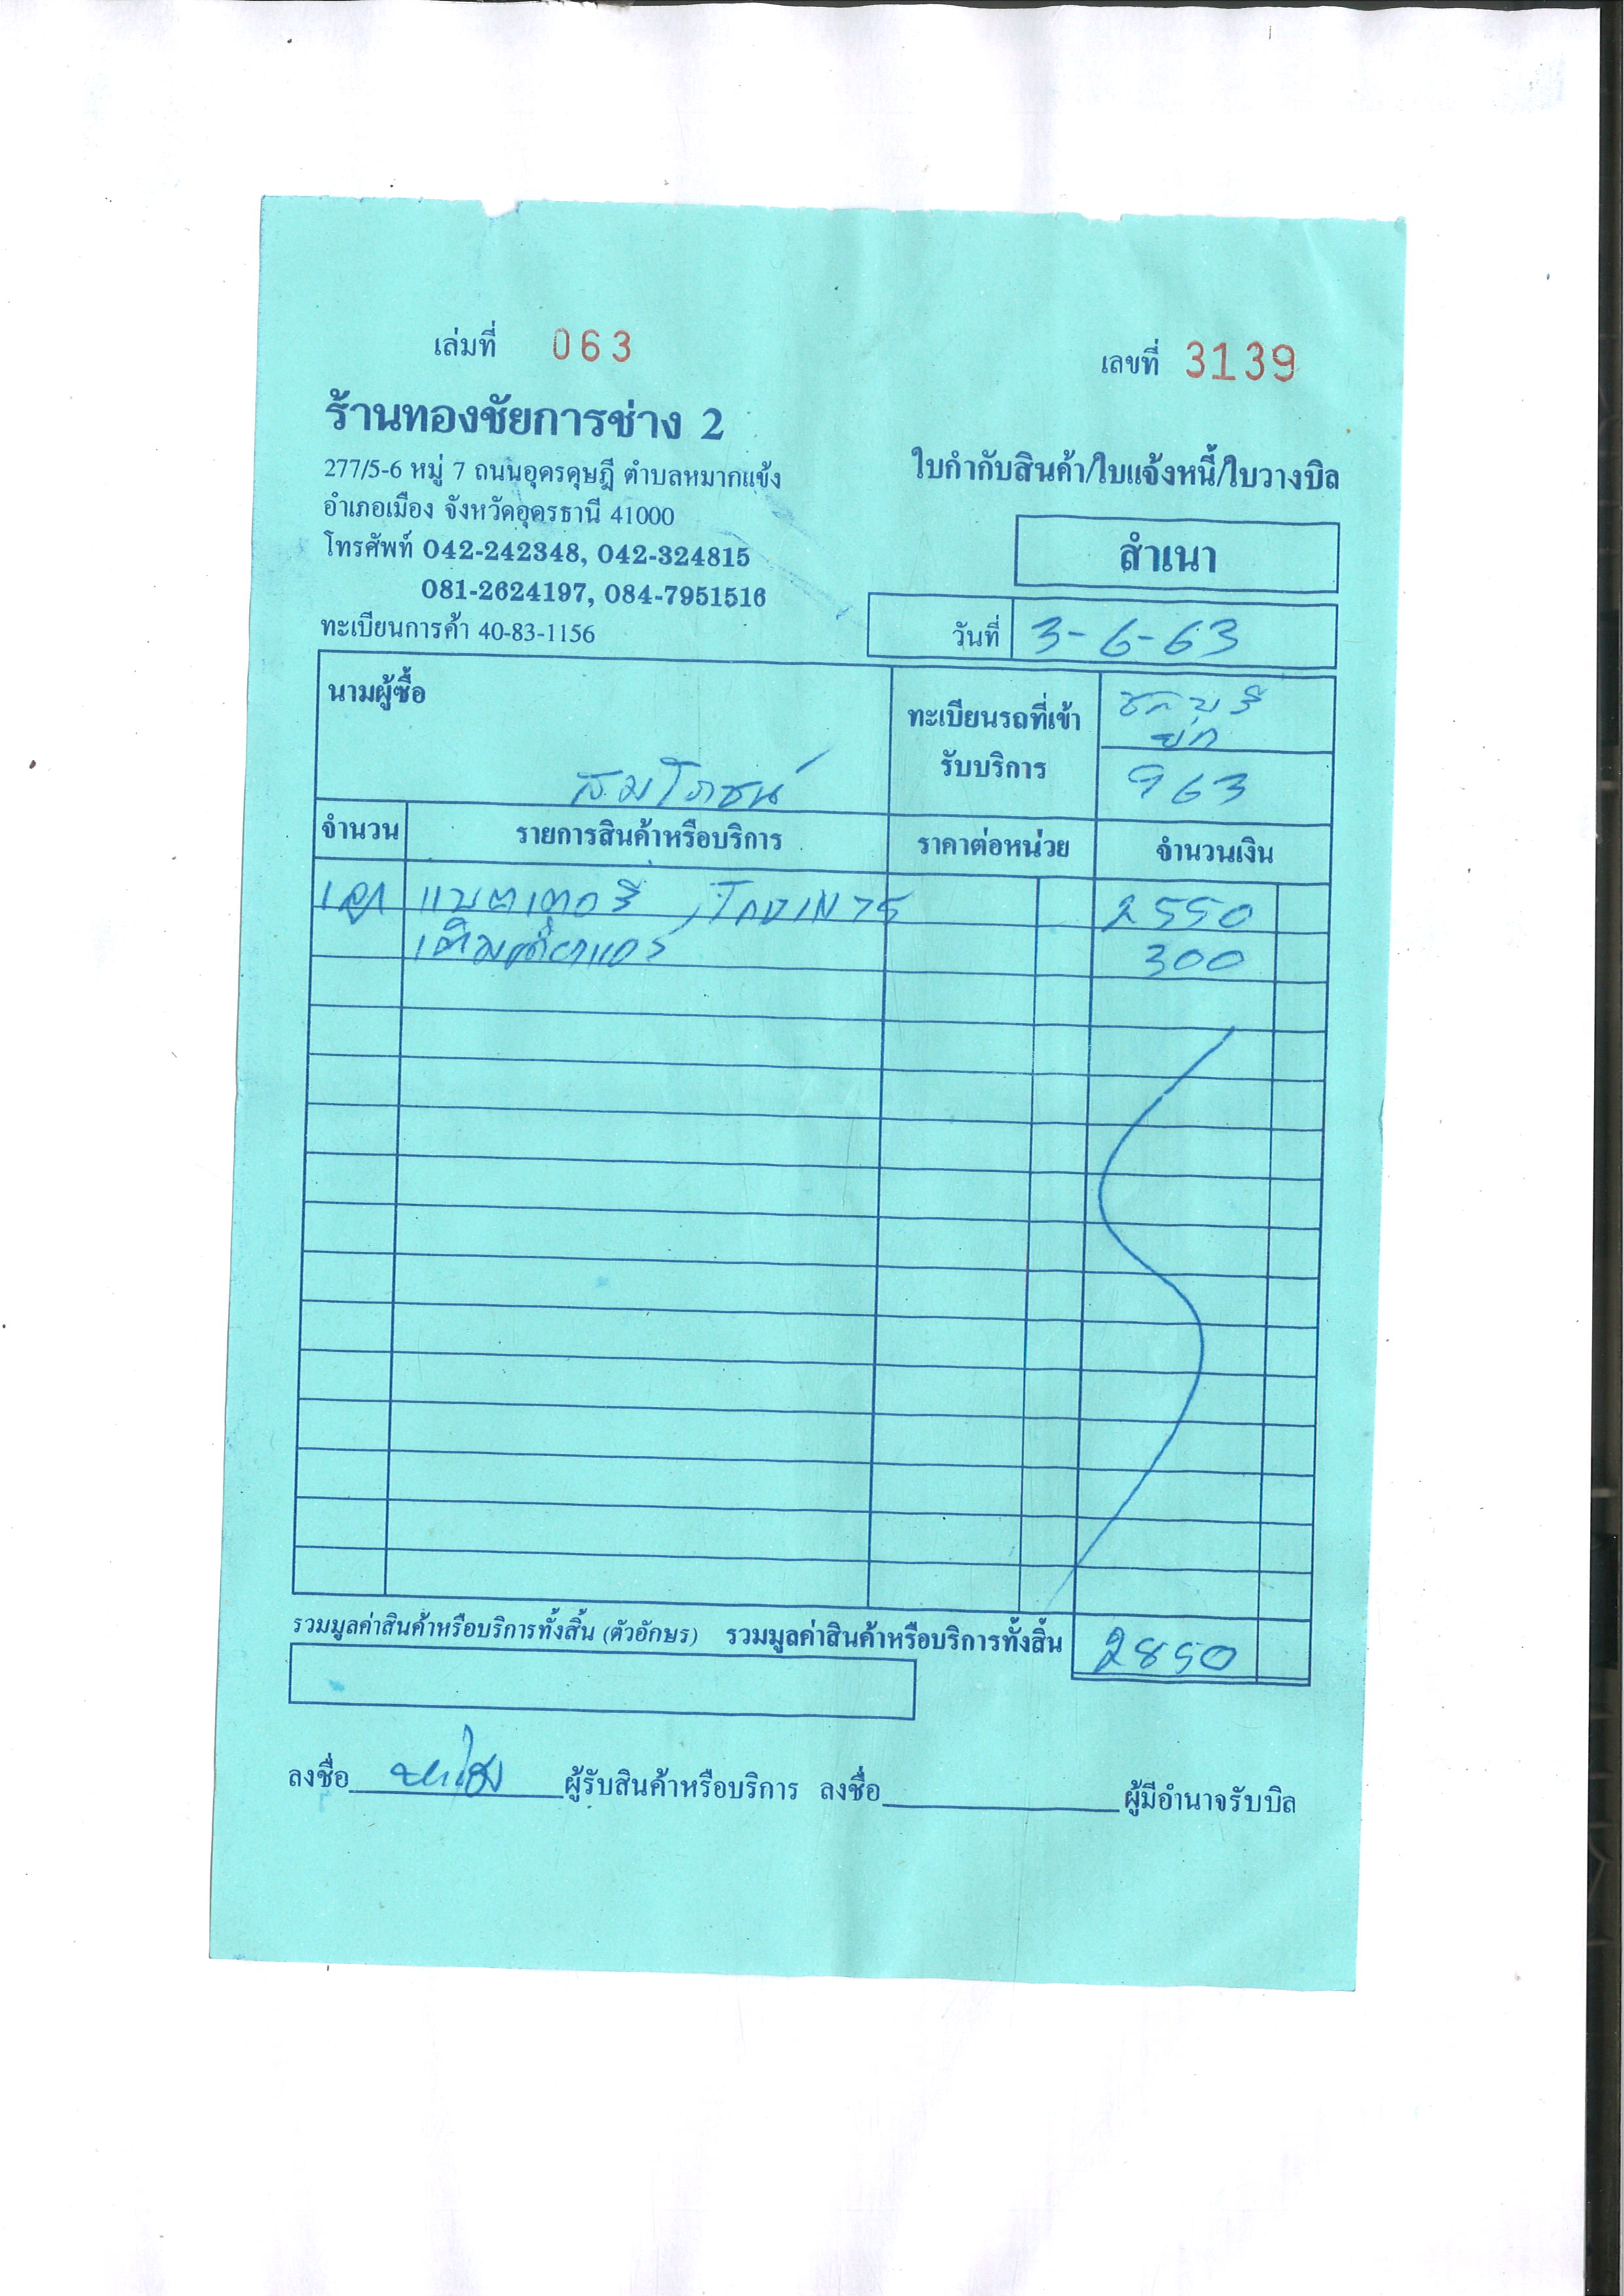 เล่มที่ 063
เลขที่ 3139
ร้านทองชัยการช่าง 2
277/5-6 หมู่ 7 ถนนอุดรดุษฎี ตำบลหมากแข้ง
อำเภอเมือง จังหวัดอุดรธานี 41000
โทรศัพท์ 042-242348, 042-324815
081-2624197, 084-7951516
ทะเบียนการค้า 40-83-1156
ใบกำกับสินค้า/ใบแจ้งหนี้/ใบวางบิล
สำเนา
วันที่ 3-6-63
นามผู้ซื้อ
สมโภชน์
ทะเบียนรถที่เข้า
รับบริการ
ชลบุรี
963
จำนวน รายการสินค้าหรือบริการ ราคาต่อหน่วย จำนวนเงิน
1 ลูก แบตเตอรี่ IN 75 2550
เติมน้ำยาแอร์ 300
รวมมูลค่าสินค้าหรือบริการทั้งสิ้น (ตัวอักษร) รวมมูลค่าสินค้าหรือบริการทั้งสิ้น 2850
ลงชื่อ ผู้รับสินค้าหรือบริการ ลงชื่อ ผู้มีอำนาจรับบิล